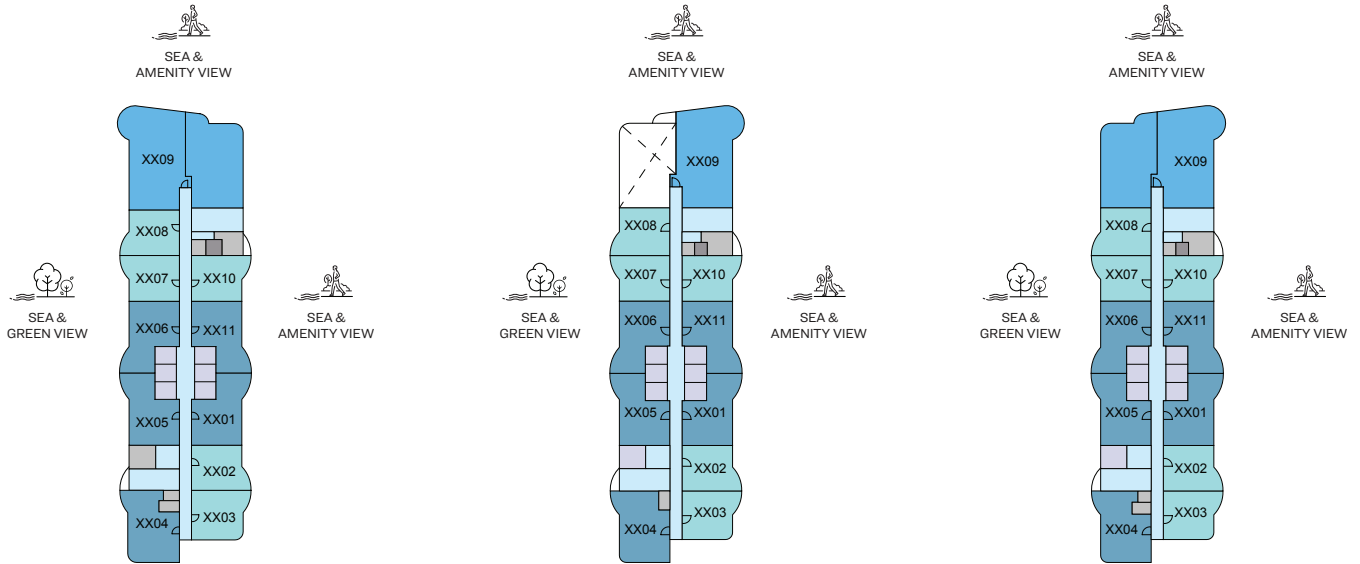 SEA &
AMENITY VIEW
SEA &
AMENITY VIEW
SEA &
AMENITY VIEW
XX09
XX08
XX07
XX10
XX06
XX11
XX05
XX01
XX02
XX04
XX03
SEA &
GREEN VIEW
SEA &
AMENITY VIEW
XX09
XX08
XX07
XX10
XX06
XX11
XX05
XX01
XX02
XX04
XX03
SEA &
GREEN VIEW
SEA &
AMENITY VIEW
XX09
XX08
XX07
XX10
XX06
XX11
XX05
XX01
XX02
XX04
XX03
SEA &
GREEN VIEW
SEA &
AMENITY VIEW